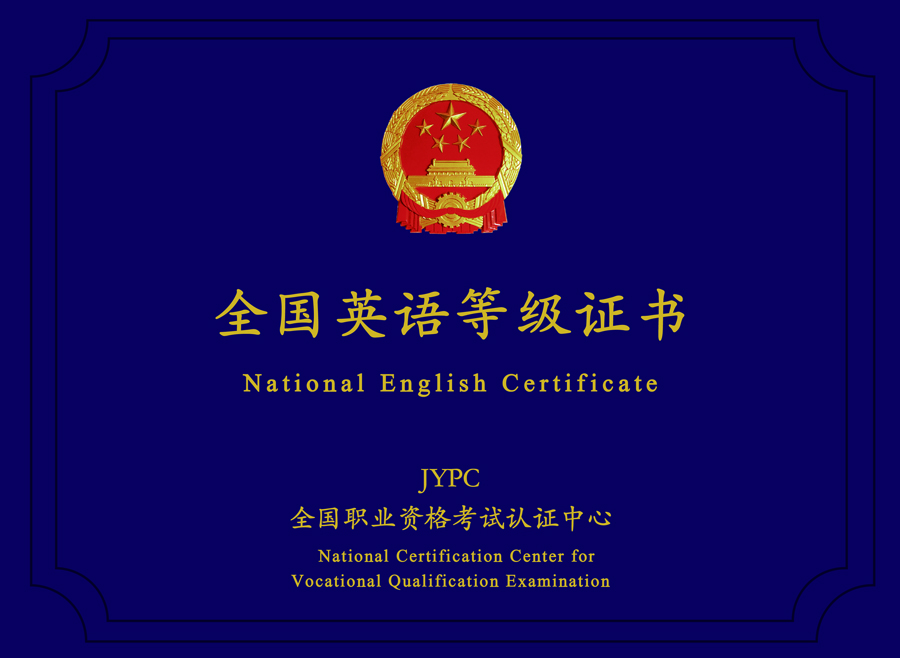 全国英语等级证书
National English Certificate
JYPC
全国职业资格考试认证中心
National Certification Center for
Vocational Qualification Examination